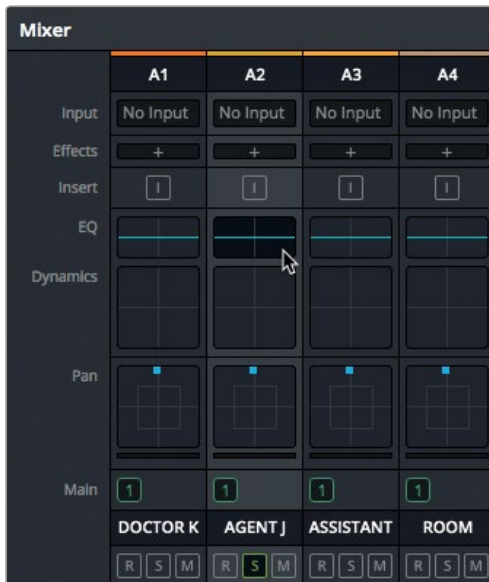 Mixer
A1 A2 A3 A4
Input No Input No Input No Input No Input
Effects + + + +
Insert I I I I
EQ
Dynamics
Pan
Main 1 1 1 1
DOCTOR K AGENT J ASSISTANT ROOM
R S M R S M R S M R S M